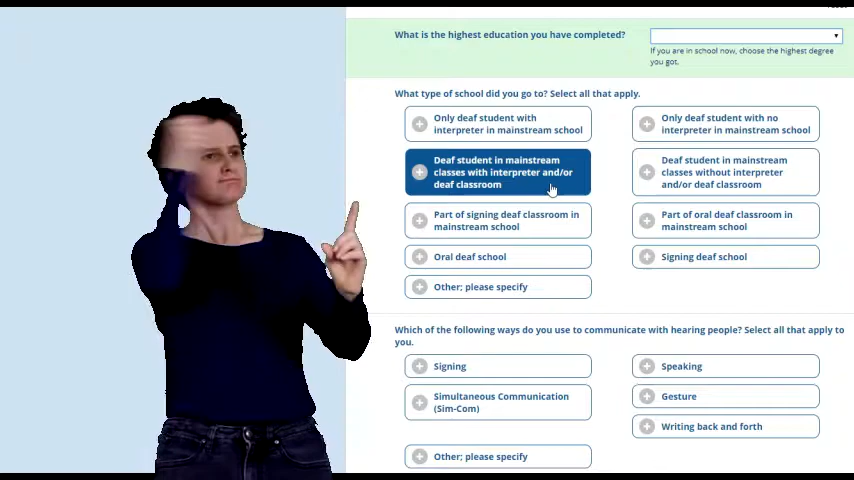 What is the highest education you have completed?
If you are in school now, choose the highest degree
you got.
What type of school did you go to? Select all that apply.
Only deaf student with
interpreter in mainstream school
Only deaf student with no
interpreter in mainstream school
Deaf student in mainstream
classes with interpreter and/or
deaf classroom
Deaf student in mainstream
classes without interpreter
and/or deaf classroom
Part of signing deaf classroom in
mainstream school
Part of oral deaf classroom in
mainstream school
Oral deaf school
Signing deaf school
Other; please specify
Which of the following ways do you use to communicate with hearing people? Select all that apply to
you.
Signing
Speaking
Simultaneous Communication
(Sim-Com)
Gesture
Writing back and forth
Other; please specify